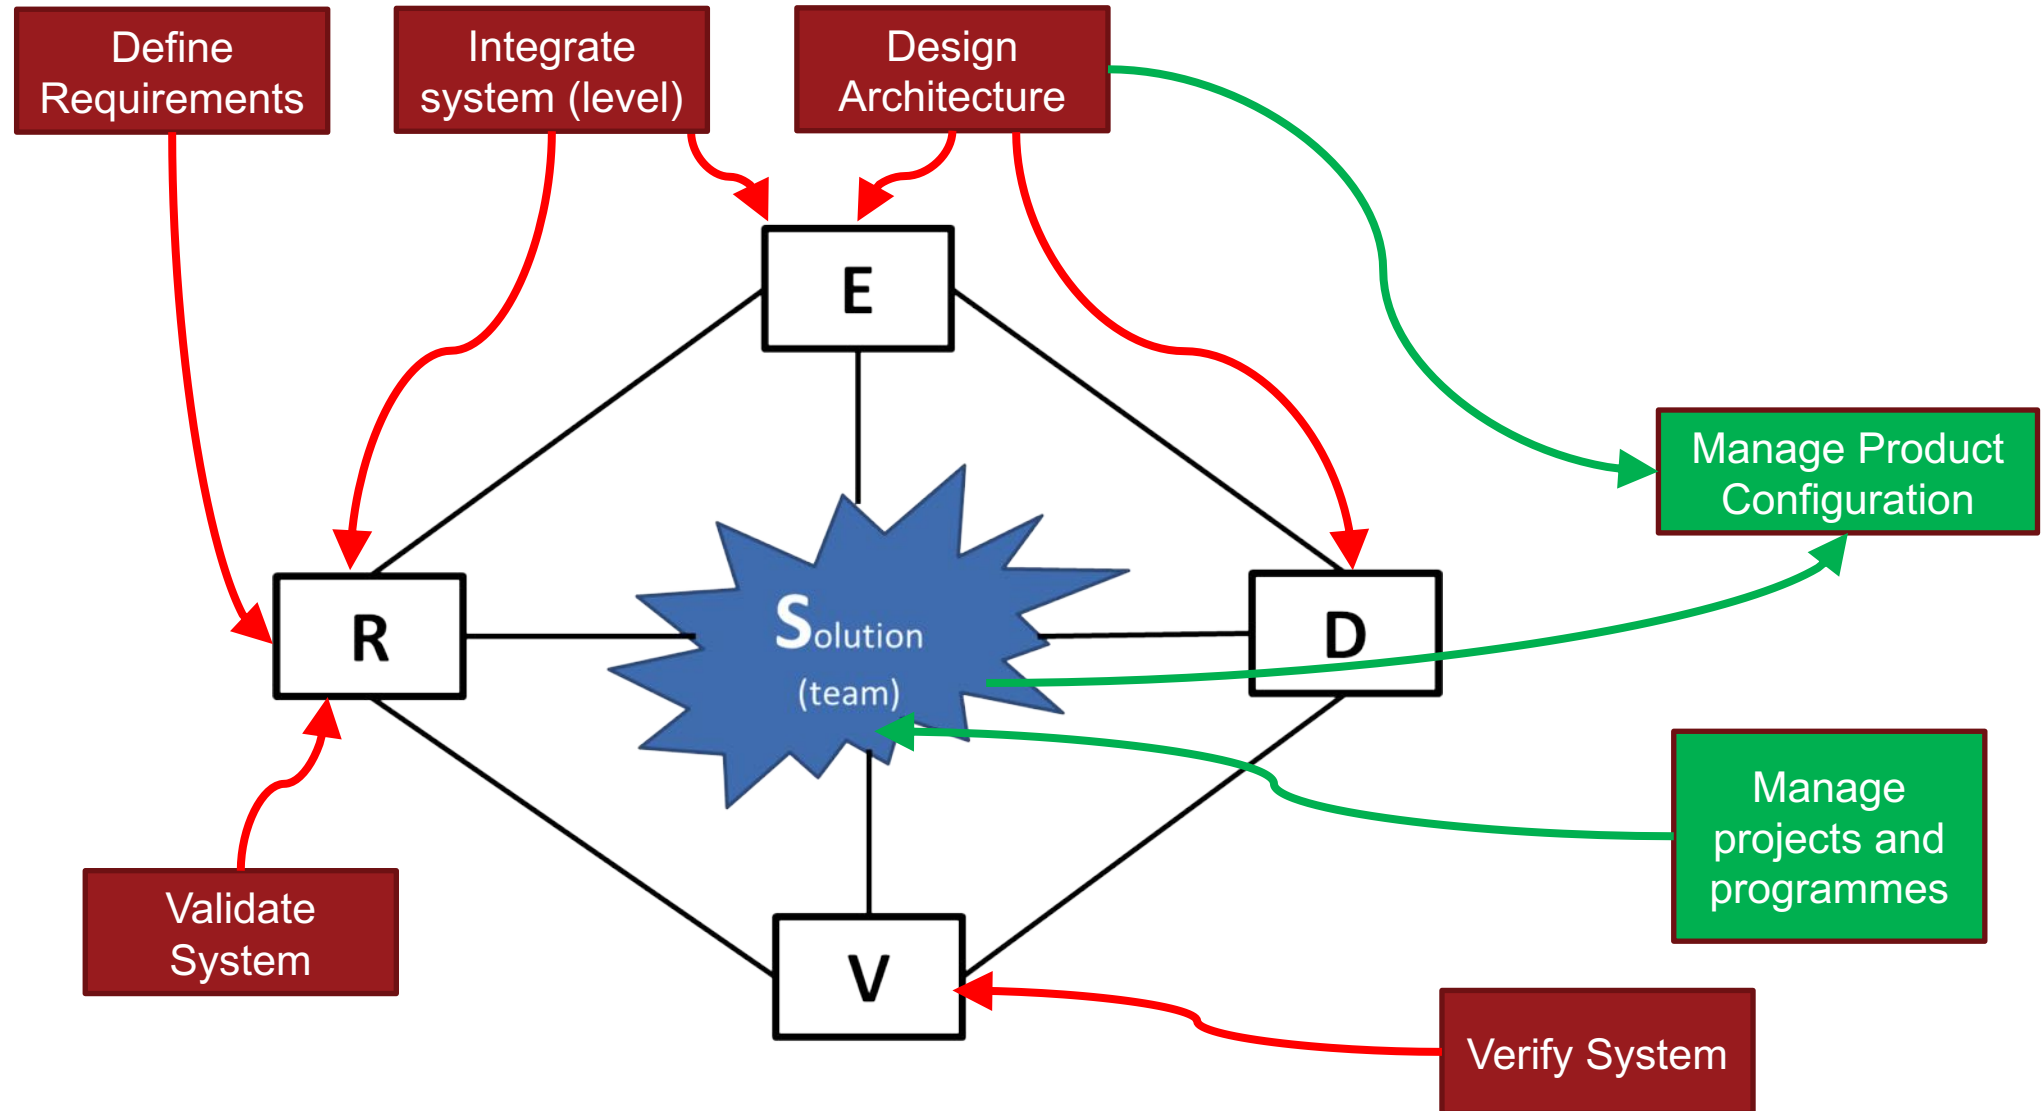 Define
Requirements
Integrate
system (level)
Design
Architecture
E
Manage Product
Configuration
R
Solution
(team)
D
Manage
projects and
programmes
Validate
System
V
Verify System